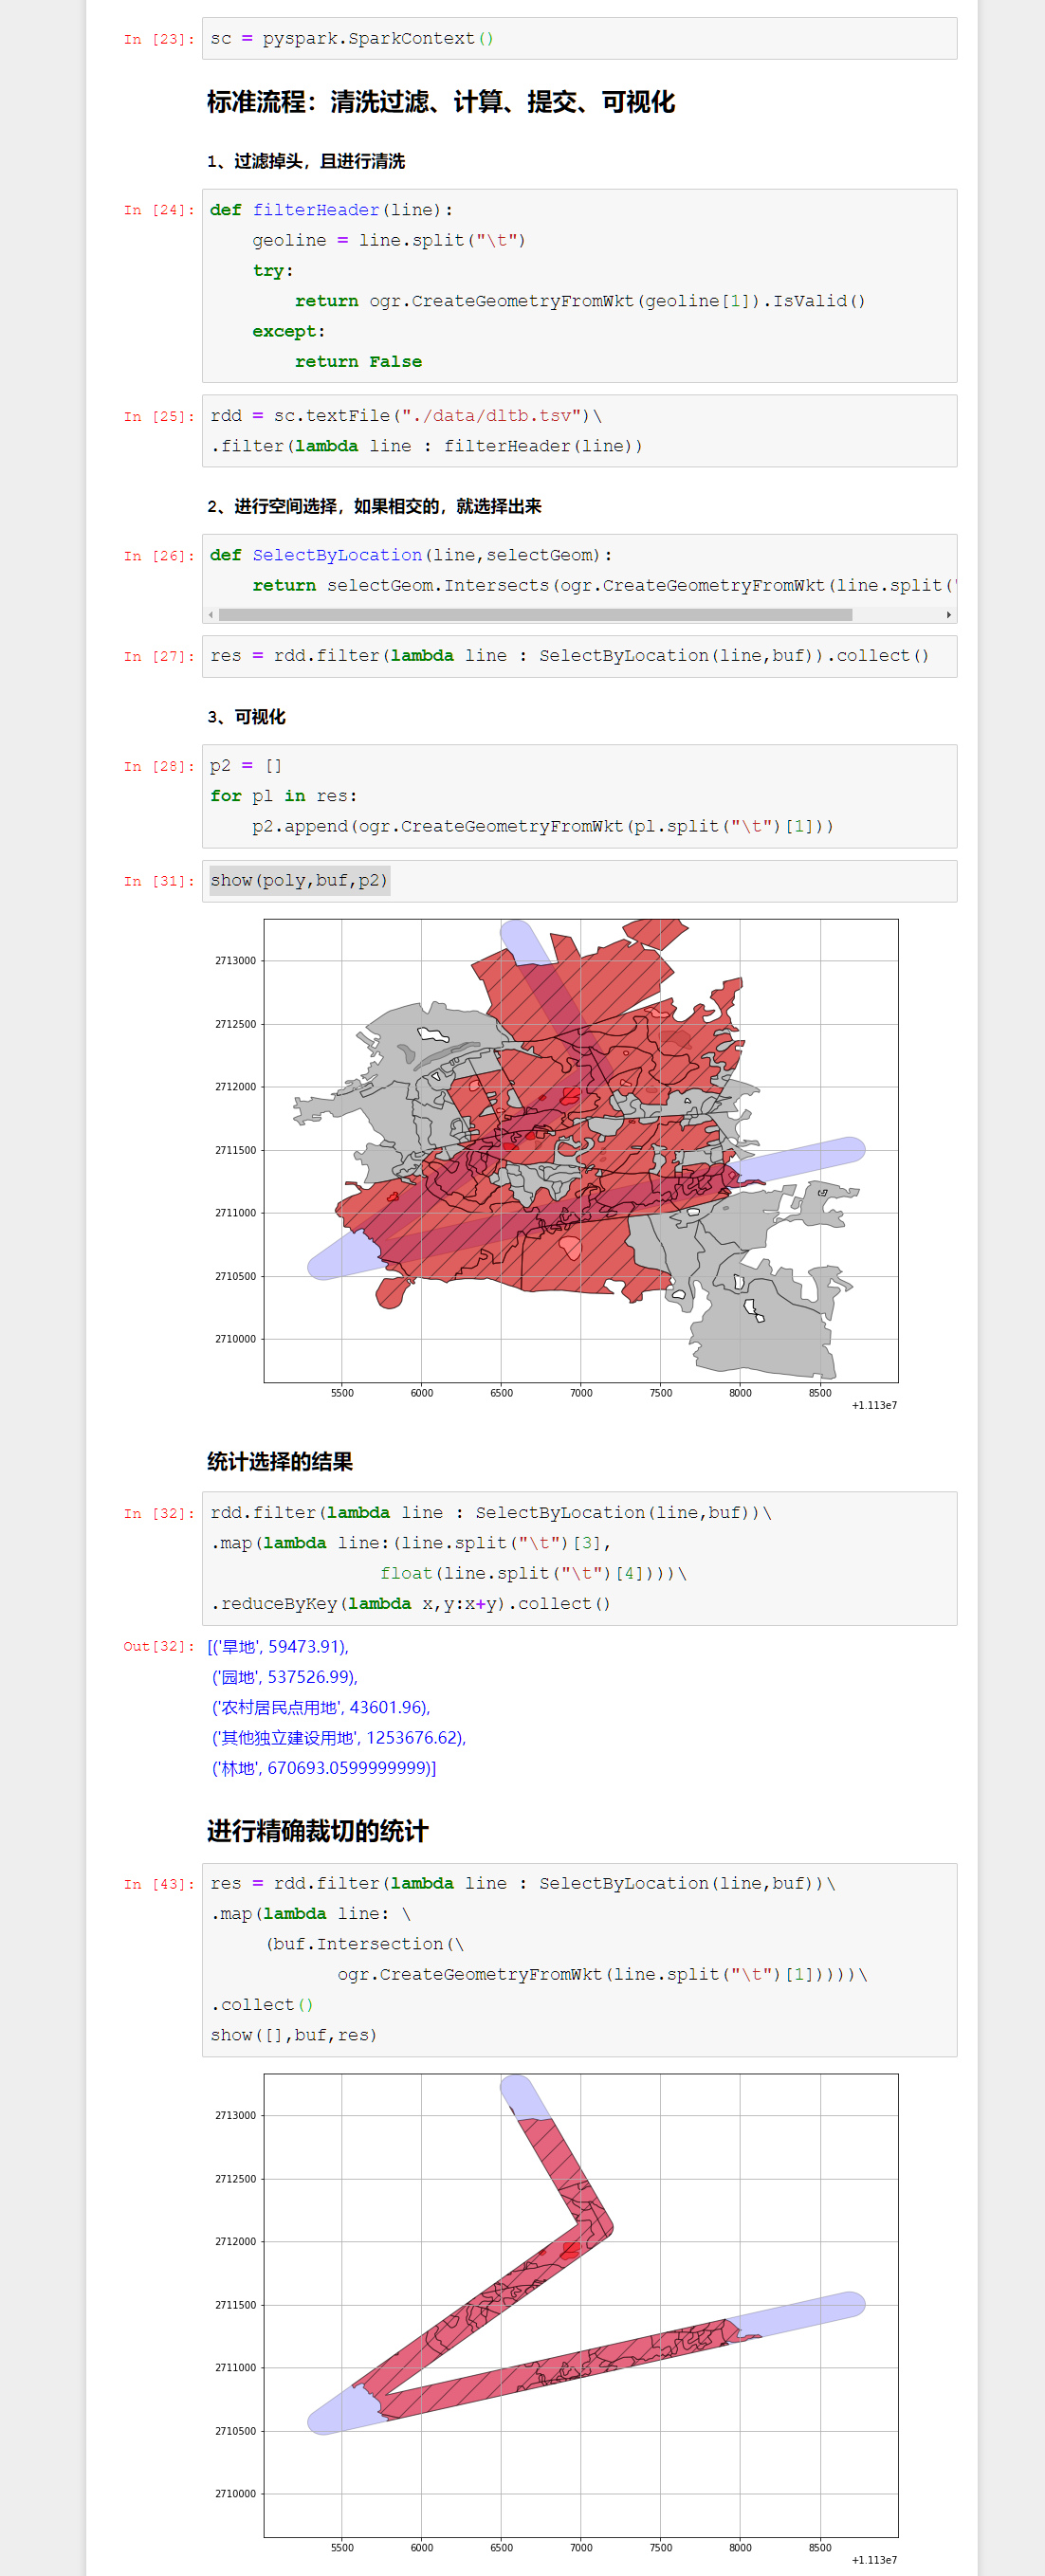 In [23]: sc = pyspark.SparkContext()
标准流程：清洗过滤、计算、提交、可视化
1、过滤掉头，且进行清洗
In [24]: def filterHeader(line):
geoline = line.split("\t")
try:
return ogr.CreateGeometryFromWkt(geoline[1]).IsValid()
except:
return False
In [25]: rdd = sc.textFile("./data/dltb.tsv")\
.filter(lambda line : filterHeader(line))
2、进行空间选择，如果相交的，就选择出来
In [26]: def SelectByLocation(line,selectGeom):
return selectGeom.Intersects(ogr.CreateGeometryFromWkt(line.split("
In [27]: res = rdd.filter(lambda line : SelectByLocation(line,buf)).collect()
3、可视化
In [28]: p2 = []
for pl in res:
p2.append(ogr.CreateGeometryFromWkt(pl.split("\t")[1]))
In [31]: show(poly,buf,p2)
2713000
2712500
2712000
2711500
2711000
2710500
2710000
5500 6000 6500 7000 7500 8000 8500
+1.113e7
统计选择的结果
In [32]: rdd.filter(lambda line : SelectByLocation(line,buf))\
.map(lambda line:(line.split("\t")[3],
float(line.split("\t")[4])))\
.reduceByKey(lambda x,y:x+y).collect()
Out[32]: [('旱地', 59473.91),
('园地', 537526.99),
('农村居民点用地', 43601.96),
('其他独立建设用地', 1253676.62),
('林地', 670693.0599999999)]
进行精确裁切的统计
In [43]: res = rdd.filter(lambda line : SelectByLocation(line,buf))\
.map(lambda line: \
(buf.Intersection(\
ogr.CreateGeometryFromWkt(line.split("\t")[1]))))\
.collect()
show([],buf,res)
2713000
2712500
2712000
2711500
2711000
2710500
2710000
5500 6000 6500 7000 7500 8000 8500
+1.113e7